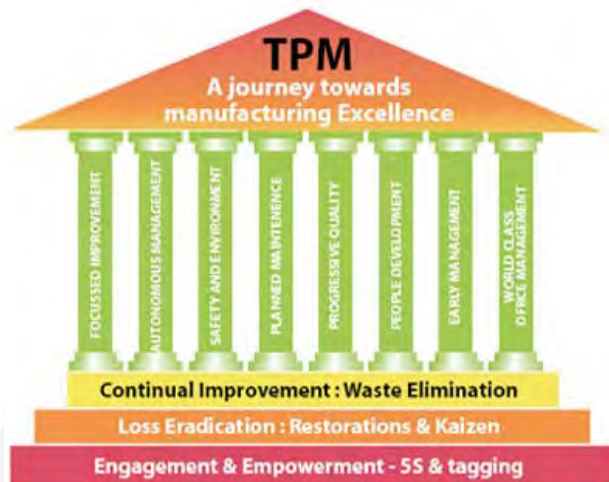 TPM
A journey towards
manufacturing Excellence
FOCUSSED IMPROVEMENT
AUTONOMOUS MANAGEMENT
SAFETY AND ENVIRONMENT
PLANNED MAINTENENCE
PROGRESSIVE QUALITY
PEOPLE DEVELOPMENT
EARLY MANAGEMENT
WORLD CLASS
OFFICE MANAGEMENT
Continual Improvement : Waste Elimination
Loss Eradication : Restorations & Kaizen
Engagement & Empowerment - 5S & tagging